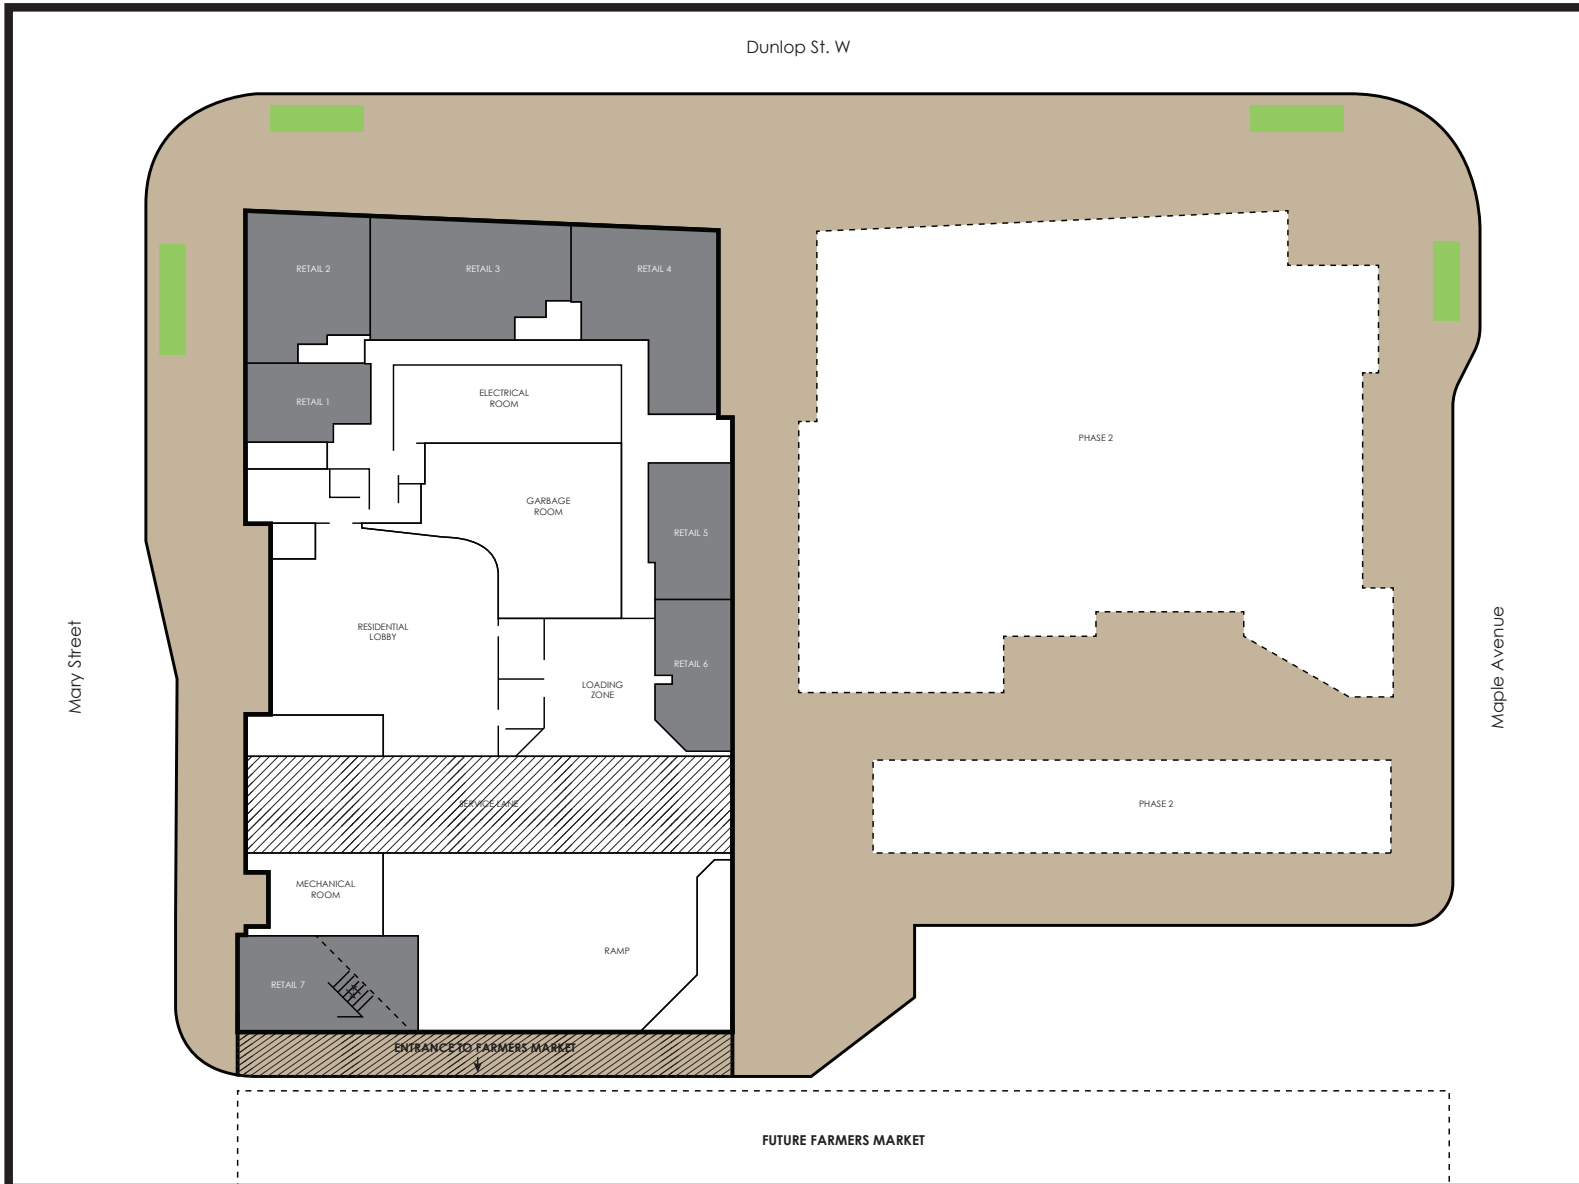 Dunlop St. W
RETAIL 2
RETAIL 3
RETAIL 4
ELECTRICAL
ROOM
RETAIL 1
PHASE 2
GARBAGE
ROOM
RETAIL 5
RESIDENTIAL
LOBBY
Mary Street
Maple Avenue
RETAIL 6
LOADING
ZONE
SERVICE LANE
PHASE 2
MECHANICAL
ROOM
RAMP
RETAIL 7
ENTRANCE TO FARMERS MARKET
FUTURE FARMERS MARKET